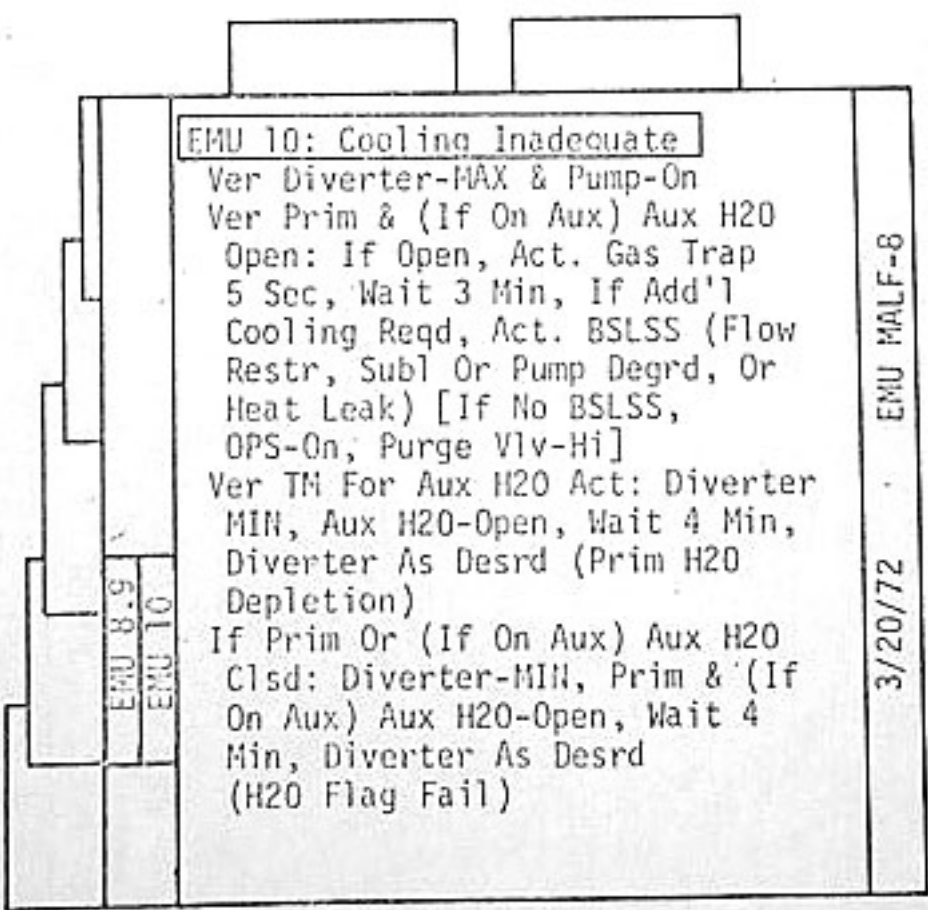 EMU 10: Cooling Inadequate
Ver Diverter-MAX & Pump-On
Ver Prim & (If On Aux) Aux H2O
Open: If Open, Act. Gas Trap
5 Sec, Wait 3 Min, If Add'l
Cooling Reqd, Act. BSLSS (Flow
Restr, Subl Or Pump Degrd, Or
Heat Leak) [If No BSLSS,
OPS-On, Purge Vlv-Hi]
Ver TM For Aux H2O Act: Diverter
MIN, Aux H2O-Open, Wait 4 Min,
Diverter As Desrd (Prim H2O
Depletion)
If Prim Or (If On Aux) Aux H2O
Clsd: Diverter-MIN, Prim & (If
On Aux) Aux H2O-Open, Wait 4
Min, Diverter As Desrd
(H2O Flag Fail)
EMU 8.9
EMU 10
3/20/72
EMU MALF-8